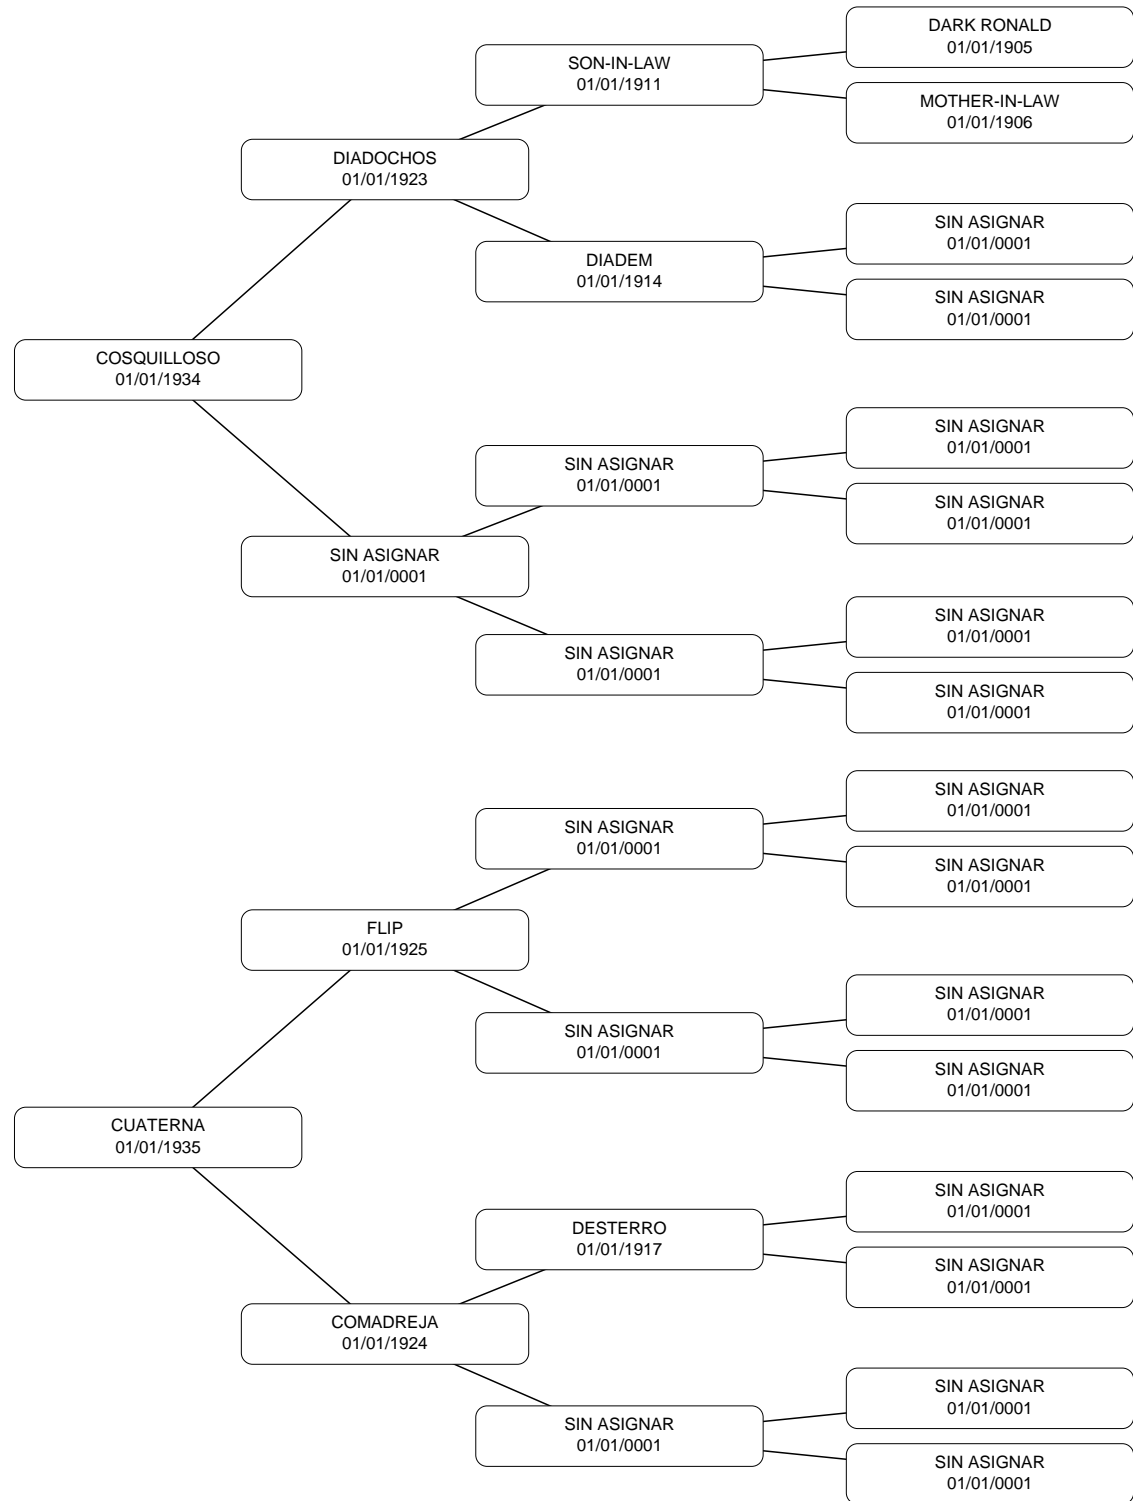 DARK RONALD
01/01/1905
SON-IN-LAW
01/01/1911
MOTHER-IN-LAW
01/01/1906
DIADOCHOS
01/01/1923
SIN ASIGNAR
01/01/0001
DIADEM
01/01/1914
SIN ASIGNAR
01/01/0001
COSQUILLOSO
01/01/1934
SIN ASIGNAR
01/01/0001
SIN ASIGNAR
01/01/0001
SIN ASIGNAR
01/01/0001
SIN ASIGNAR
01/01/0001
SIN ASIGNAR
01/01/0001
SIN ASIGNAR
01/01/0001
SIN ASIGNAR
01/01/0001
SIN ASIGNAR
01/01/0001
SIN ASIGNAR
01/01/0001
SIN ASIGNAR
01/01/0001
FLIP
01/01/1925
SIN ASIGNAR
01/01/0001
SIN ASIGNAR
01/01/0001
SIN ASIGNAR
01/01/0001
CUATERNA
01/01/1935
SIN ASIGNAR
01/01/0001
DESTERRO
01/01/1917
SIN ASIGNAR
01/01/0001
COMADREJA
01/01/1924
SIN ASIGNAR
01/01/0001
SIN ASIGNAR
01/01/0001
SIN ASIGNAR
01/01/0001